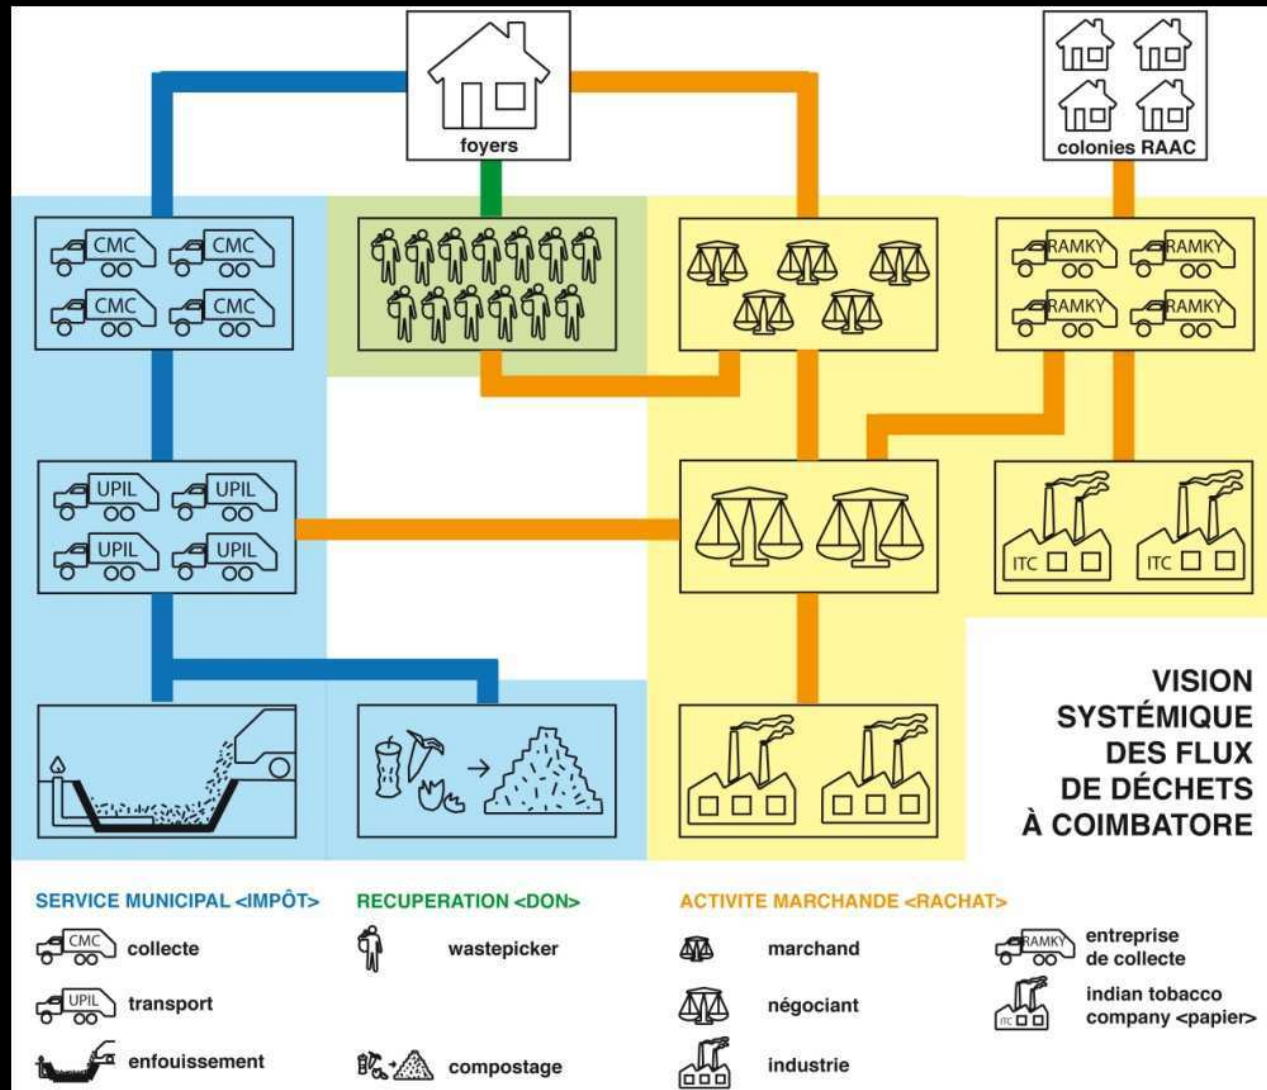 foyers
colonies RAAC
CMC CMC
CMC CMC
RAMKY RAMKY
RAMKY RAMKY
UPIL UPIL
UPIL UPIL
ITC ITC
VISION
SYSTÉMIQUE
DES FLUX
DE DÉCHETS
À COIMBATORE
SERVICE MUNICIPAL <IMPÔT>
CMC collecte
UPIL transport
enfouissement
RECUPERATION <DON>
wastepicker
compostage
ACTIVITE MARCHANDE <RACHAT>
marchand
négociant
industrie
RAMKY entreprise
de collecte
ITC indian tobacco
company <papier>